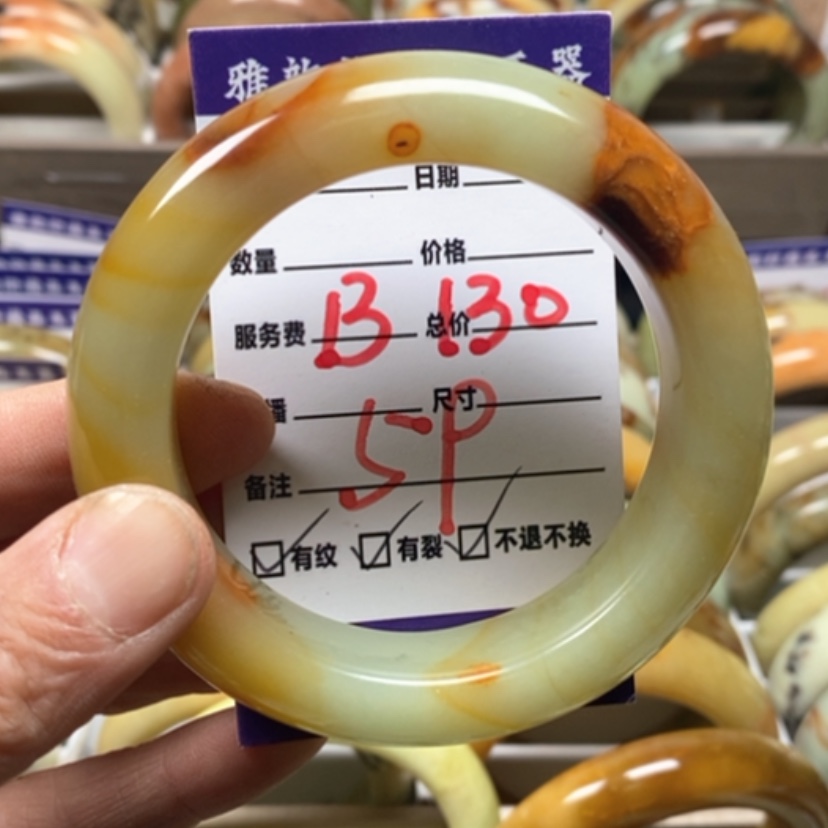 雅
器
日期
数量 价格
服务费 B 总价 130
播 尺寸
备注 5P
有纹 有裂 不退不换